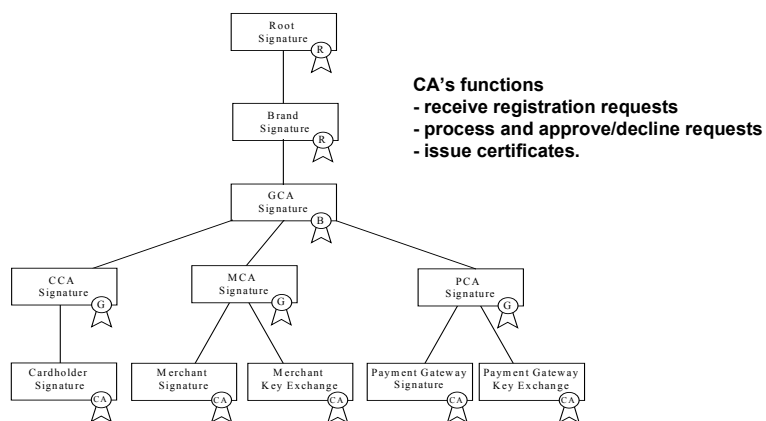 Root
Signature
R
CA's functions
- receive registration requests
- process and approve/decline requests
- issue certificates.
Brand
Signature
R
GCA
Signature
B
CCA
Signature
G
MCA
Signature
G
PCA
Signature
G
Cardholder
Signature
CA
Merchant
Signature
CA
Merchant
Key Exchange
CA
Payment Gateway
Signature
CA
Payment Gateway
Key Exchange
CA